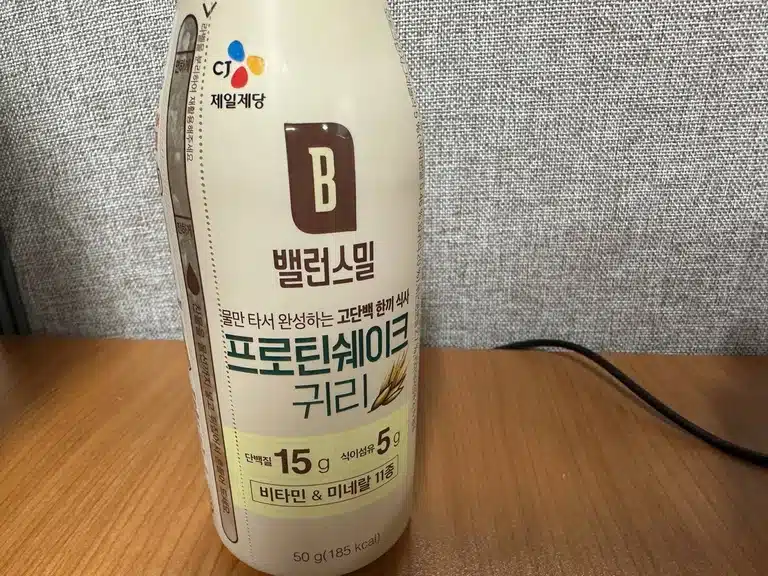 CJ
제일제당
B
밸런스밀
물만 타서 완성하는 고단백 한끼 식사
프로틴쉐이크
귀리
단백질 15 g 식이섬유 5 g
비타민 & 미네랄 11종
50 g(185 kcal)